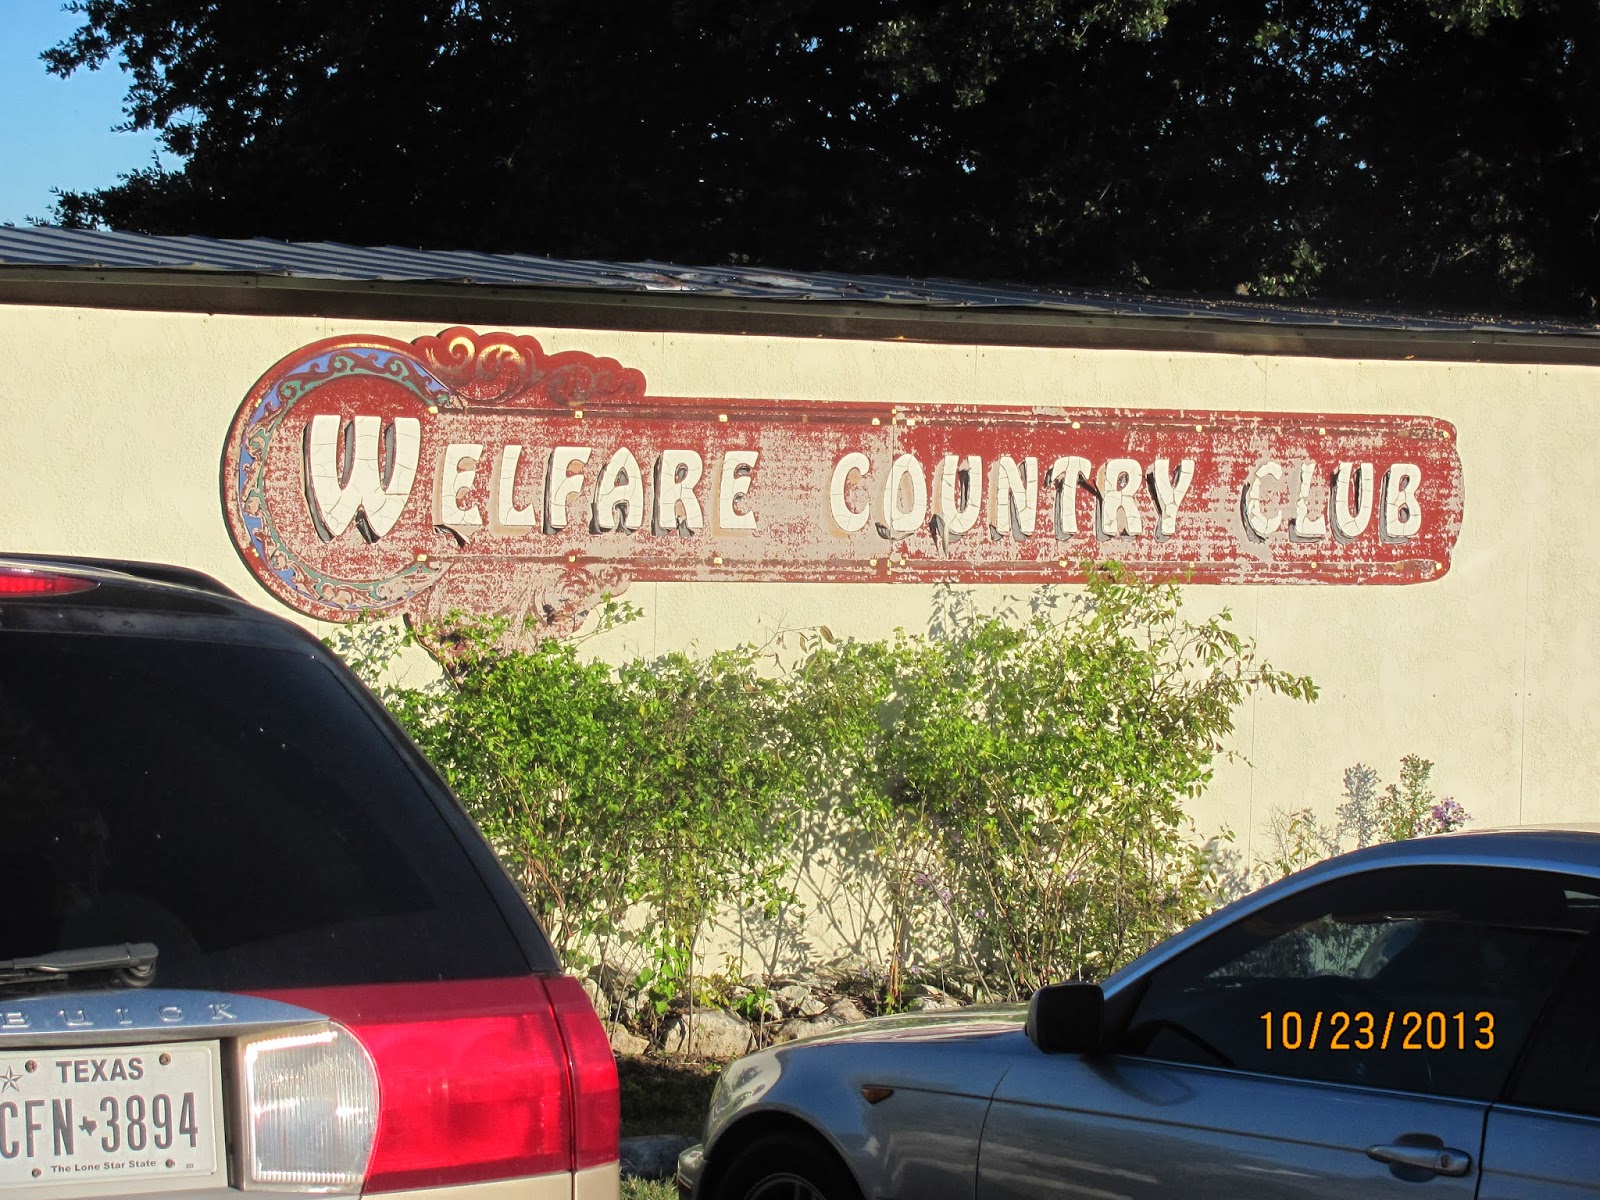 WELFARE COUNTRY CLUB
BUICK
TEXAS
CFN 3894
The Lone Star State
10/23/2013